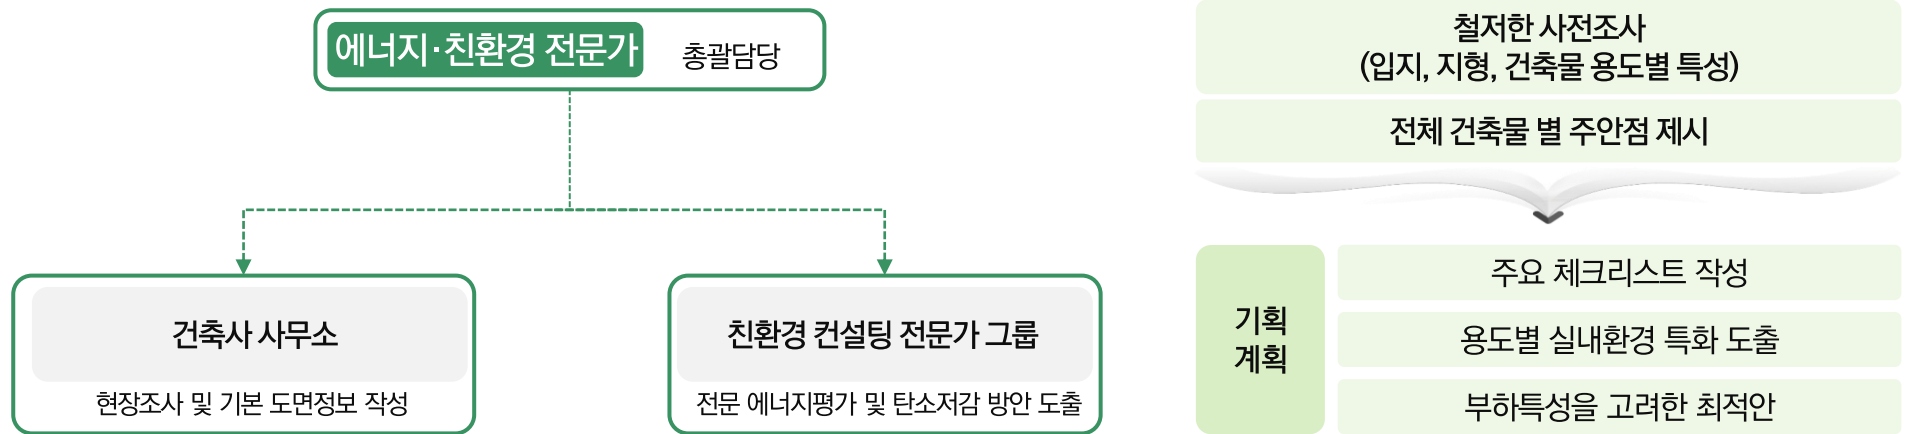 에너지·친환경 전문가 총괄담당
건축사 사무소
현장조사 및 기본 도면정보 작성
친환경 컨설팅 전문가 그룹
전문 에너지평가 및 탄소저감 방안 도출
철저한 사전조사
(입지, 지형, 건축물 용도별 특성)
전체 건축물 별 주안점 제시
기획
계획
주요 체크리스트 작성
용도별 실내환경 특화 도출
부하특성을 고려한 최적안